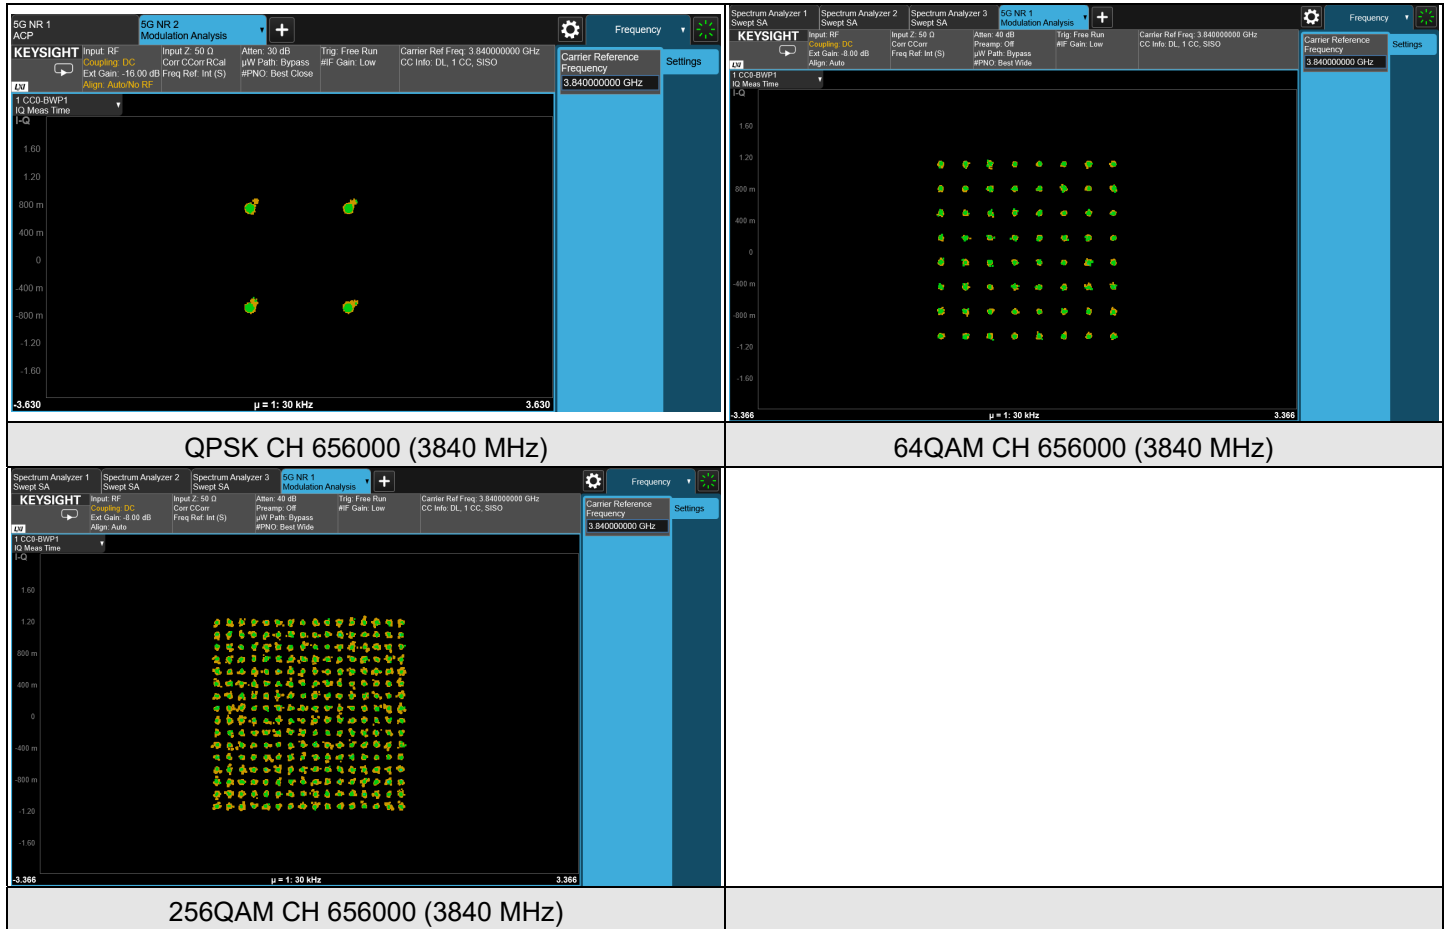 5G NR 1
ACP
5G NR 2
Modulation Analysis
Frequency
KEYSIGHT
LXI
Input: RF
Coupling: DC
Ext Gain: -16.00 dB
Align: Auto/No RF
Input Z: 50 Ω
Corr CCorr RCal
Freq Ref: Int (S)
Atten: 30 dB
µW Path: Bypass
#PNO: Best Close
Trig: Free Run
#IF Gain: Low
Carrier Ref Freq: 3.840000000 GHz
CC Info: DL, 1 CC, SISO
Carrier Reference
Frequency
3.840000000 GHz
Settings
1 CC0-BWP1
IQ Meas Time
I-Q
1.60
1.20
800 m
400 m
0
-400 m
-800 m
-1.20
-1.60
-3.630
µ = 1: 30 kHz
3.630
QPSK CH 656000 (3840 MHz)
Spectrum Analyzer 1
Swept SA
Spectrum Analyzer 2
Swept SA
Spectrum Analyzer 3
Swept SA
5G NR 1
Modulation Analysis
Frequency
KEYSIGHT
LXI
Input: RF
Coupling: DC
Ext Gain: -8.00 dB
Align: Auto
Input Z: 50 Ω
Corr CCorr
Freq Ref: Int (S)
Atten: 40 dB
Preamp: Off
µW Path: Bypass
#PNO: Best Wide
Trig: Free Run
#IF Gain: Low
Carrier Ref Freq: 3.840000000 GHz
CC Info: DL, 1 CC, SISO
Carrier Reference
Frequency
3.840000000 GHz
Settings
1 CC0-BWP1
IQ Meas Time
I-Q
1.60
1.20
800 m
400 m
0
-400 m
-800 m
-1.20
-1.60
-3.366
µ = 1: 30 kHz
3.366
64QAM CH 656000 (3840 MHz)
Spectrum Analyzer 1
Swept SA
Spectrum Analyzer 2
Swept SA
Spectrum Analyzer 3
Swept SA
5G NR 1
Modulation Analysis
Frequency
KEYSIGHT
LXI
Input: RF
Coupling: DC
Ext Gain: -8.00 dB
Align: Auto
Input Z: 50 Ω
Corr CCorr
Freq Ref: Int (S)
Atten: 40 dB
Preamp: Off
µW Path: Bypass
#PNO: Best Wide
Trig: Free Run
#IF Gain: Low
Carrier Ref Freq: 3.840000000 GHz
CC Info: DL, 1 CC, SISO
Carrier Reference
Frequency
3.840000000 GHz
Settings
1 CC0-BWP1
IQ Meas Time
I-Q
1.60
1.20
800 m
400 m
0
-400 m
-800 m
-1.20
-1.60
-3.366
µ = 1: 30 kHz
3.366
256QAM CH 656000 (3840 MHz)